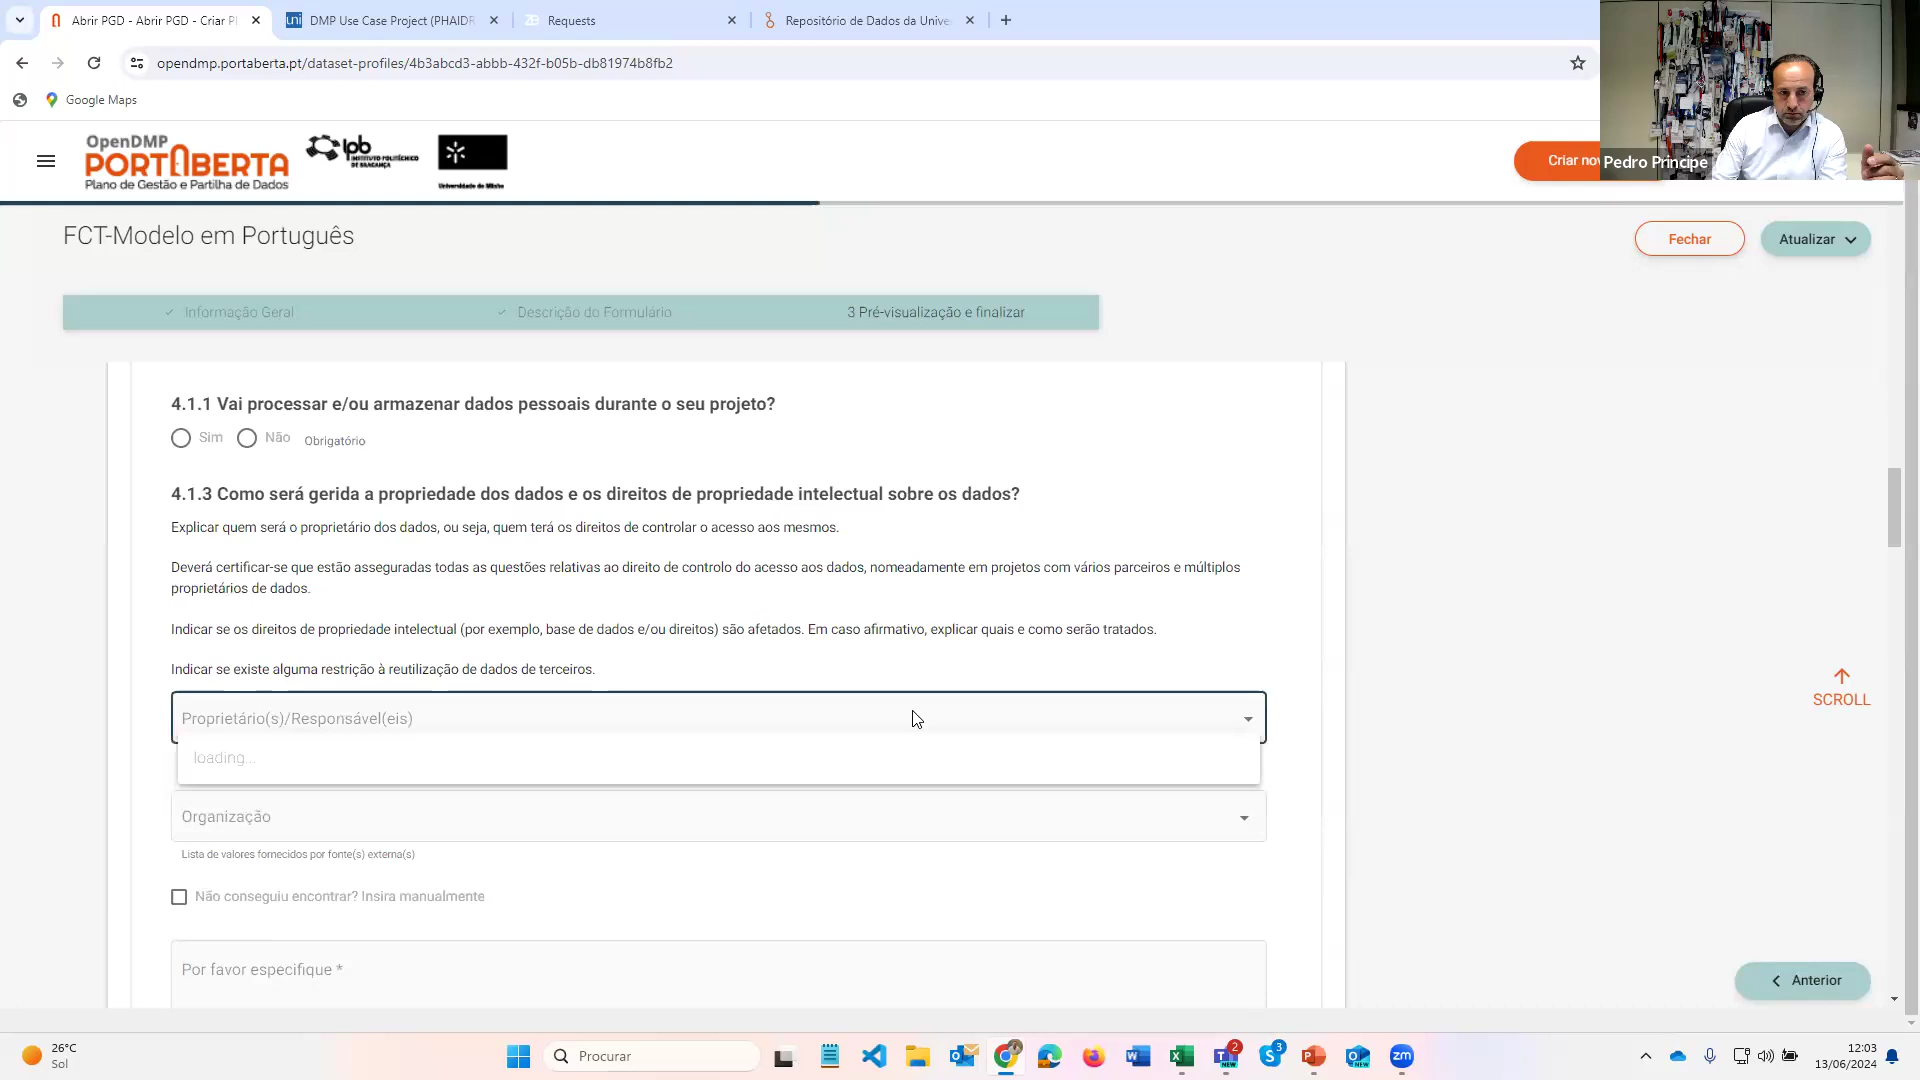 Abrir PGD - Abrir PGD - Criar P
DMP Use Case Project (PHAIDR
Requests
Repositório de Dados da Unive
opendmp.portaberta.pt/dataset-profiles/4b3abcd3-abbb-432f-b05b-db81974b8fb2
Google Maps
OpenDMP
PORTABERTA
Plano de Gestão e Partilha de Dados
ipb
INSTITUTO POLITÉCNICO
DE BRAGANÇA
Universidade do Minho
Criar nov
Pedro Príncipe
FCT-Modelo em Português
Fechar
Atualizar
Informação Geral
Descrição do Formulário
3 Pré-visualização e finalizar
4.1.1 Vai processar e/ou armazenar dados pessoais durante o seu projeto?
Sim
Não
Obrigatório
4.1.3 Como será gerida a propriedade dos dados e os direitos de propriedade intelectual sobre os dados?
Explicar quem será o proprietário dos dados, ou seja, quem terá os direitos de controlar o acesso aos mesmos.
Deverá certificar-se que estão asseguradas todas as questões relativas ao direito de controlo do acesso aos dados, nomeadamente em projetos com vários parceiros e múltiplos
proprietários de dados.
Indicar se os direitos de propriedade intelectual (por exemplo, base de dados e/ou direitos) são afetados. Em caso afirmativo, explicar quais e como serão tratados.
Indicar se existe alguma restrição à reutilização de dados de terceiros.
Proprietário(s)/Responsável(eis)
loading...
Organização
Lista de valores fornecidos por fonte(s) externa(s)
Não conseguiu encontrar? Insira manualmente
Por favor especifique *
SCROLL
Anterior
26°C
Sol
Procurar
12:03
13/06/2024